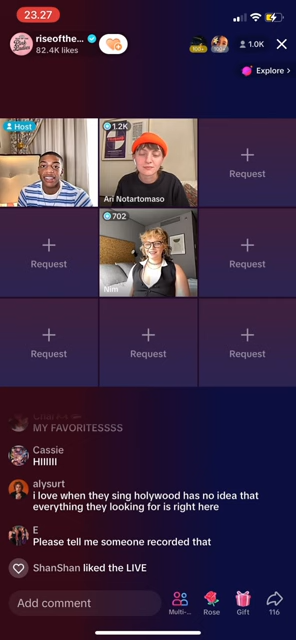 23.27
riseofthe...
82.4K likes
1.0K
Explore >
Host
1.2K
Ari Notartomaso
+
Request
+
Request
702
Nim
+
Request
+
Request
+
Request
+
Request
MY FAVORITESSSS
Cassie
HIIIIII
alysurt
i love when they sing holywood has no idea that
everything they looking for is right here
E
Please tell me someone recorded that
ShanShan liked the LIVE
Add comment
Multi-...
Rose
Gift
116